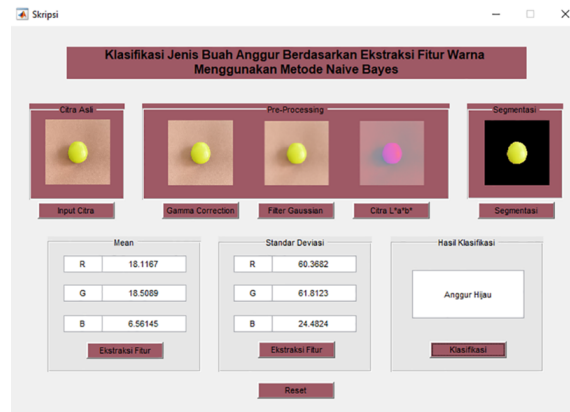 Skripsi
Klasifikasi Jenis Buah Anggur Berdasarkan Ekstraksi Fitur Warna
Menggunakan Metode Naive Bayes
Citra Asli
Pre-Processing
Segmentasi
Input Citra
Gamma Correction
Filter Gaussian
Citra L*a*b*
Segmentasi
Mean
R 18.1167
G 18.5089
B 6.56145
Ekstraksi Fitur
Standar Deviasi
R 60.3682
G 61.8123
B 24.4824
Ekstraksi Fitur
Hasil Klasifikasi
Anggur Hijau
Klasifikasi
Reset